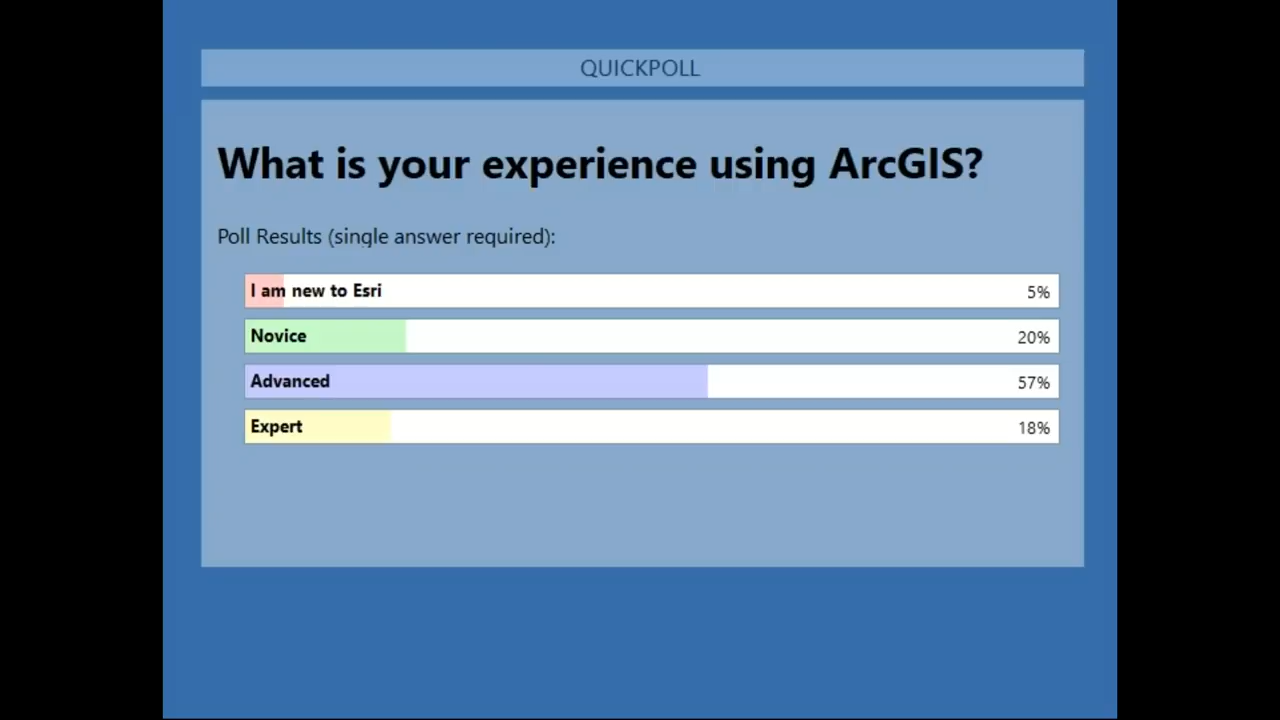 QUICKPOLL
What is your experience using ArcGIS?
Poll Results (single answer required):
I am new to Esri 5%
Novice 20%
Advanced 57%
Expert 18%